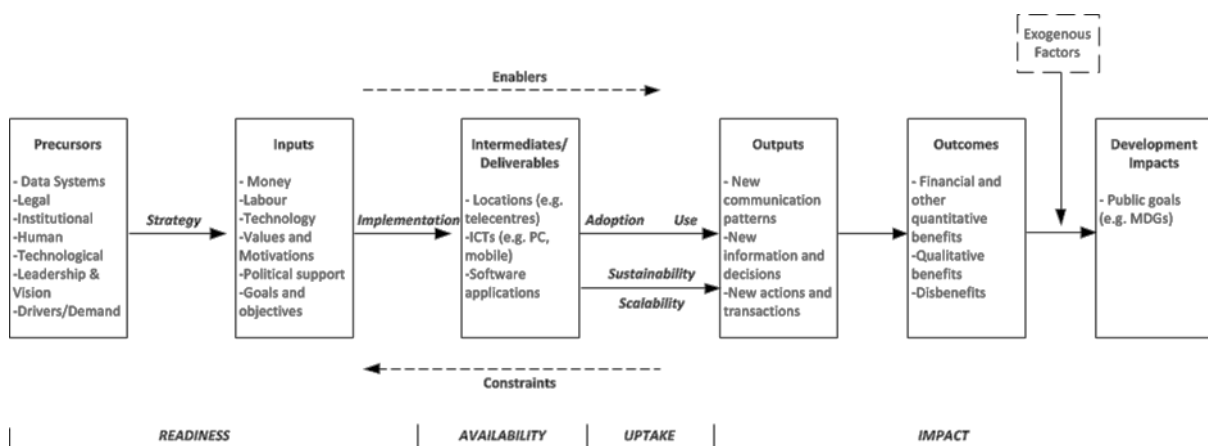 Exogenous
Factors
Enablers
Precursors
- Data Systems
-Legal
-Institutional
-Human
-Technological
-Leadership &
Vision
-Drivers/Demand
Strategy
Inputs
- Money
-Labour
-Technology
-Values and
Motivations
-Political support
-Goals and
objectives
Implementation
Intermediates/
Deliverables
- Locations (e.g.
telecentres)
-ICTs (e.g. PC,
mobile)
-Software
applications
Adoption Use
Sustainability
Scalability
Outputs
- New
communication
patterns
-New
information and
decisions
-New actions and
transactions
Outcomes
- Financial and
other
quantitative
benefits
-Qualitative
benefits
-Disbenefits
Development
Impacts
- Public goals
(e.g. MDGs)
Constraints
READINESS AVAILABILITY UPTAKE IMPACT